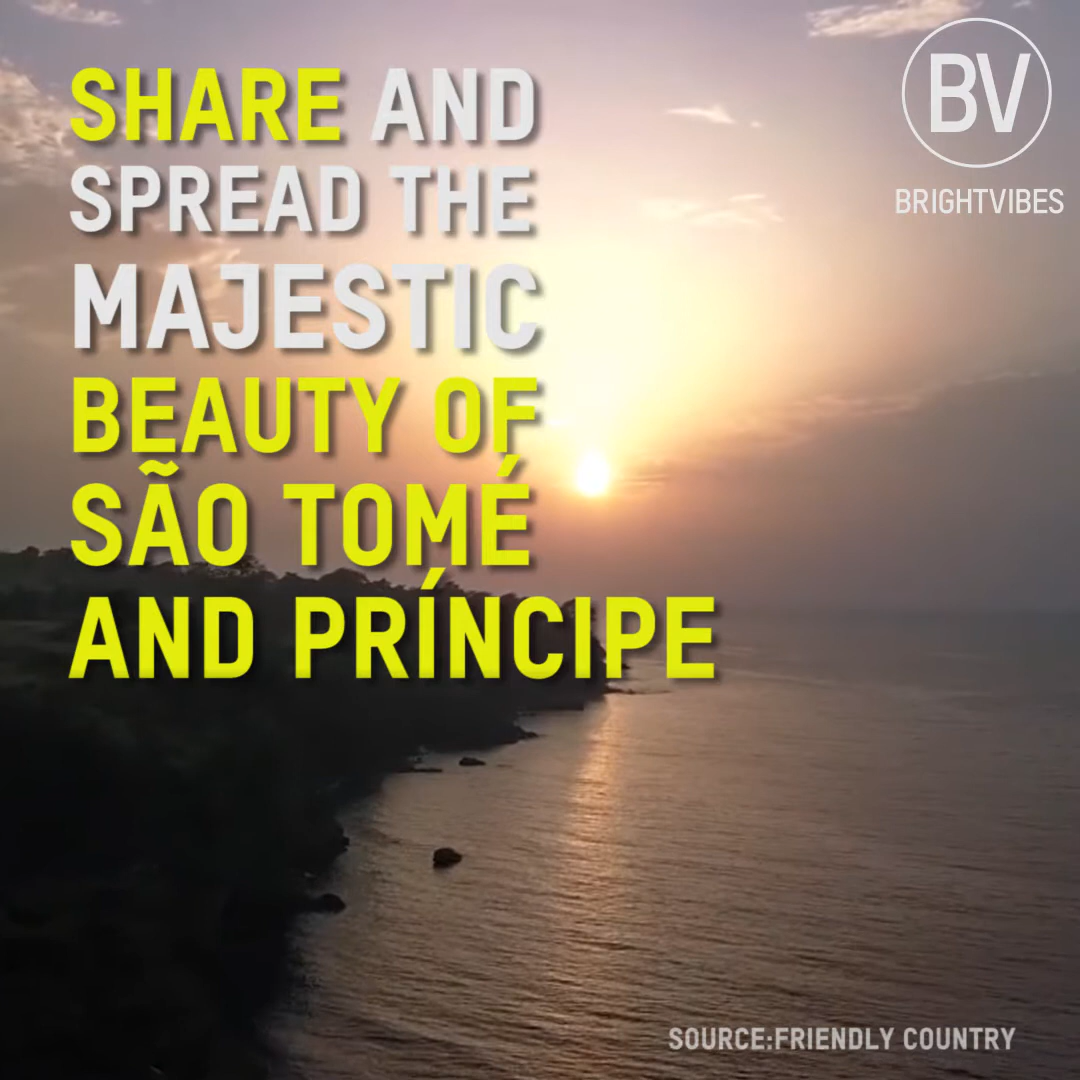 SHARE AND
SPREAD THE
MAJESTIC
BEAUTY OF
SÃO TOMÉ
AND PRÍNCIPE
BV
BRIGHTVIBES
SOURCE:FRIENDLY COUNTRY